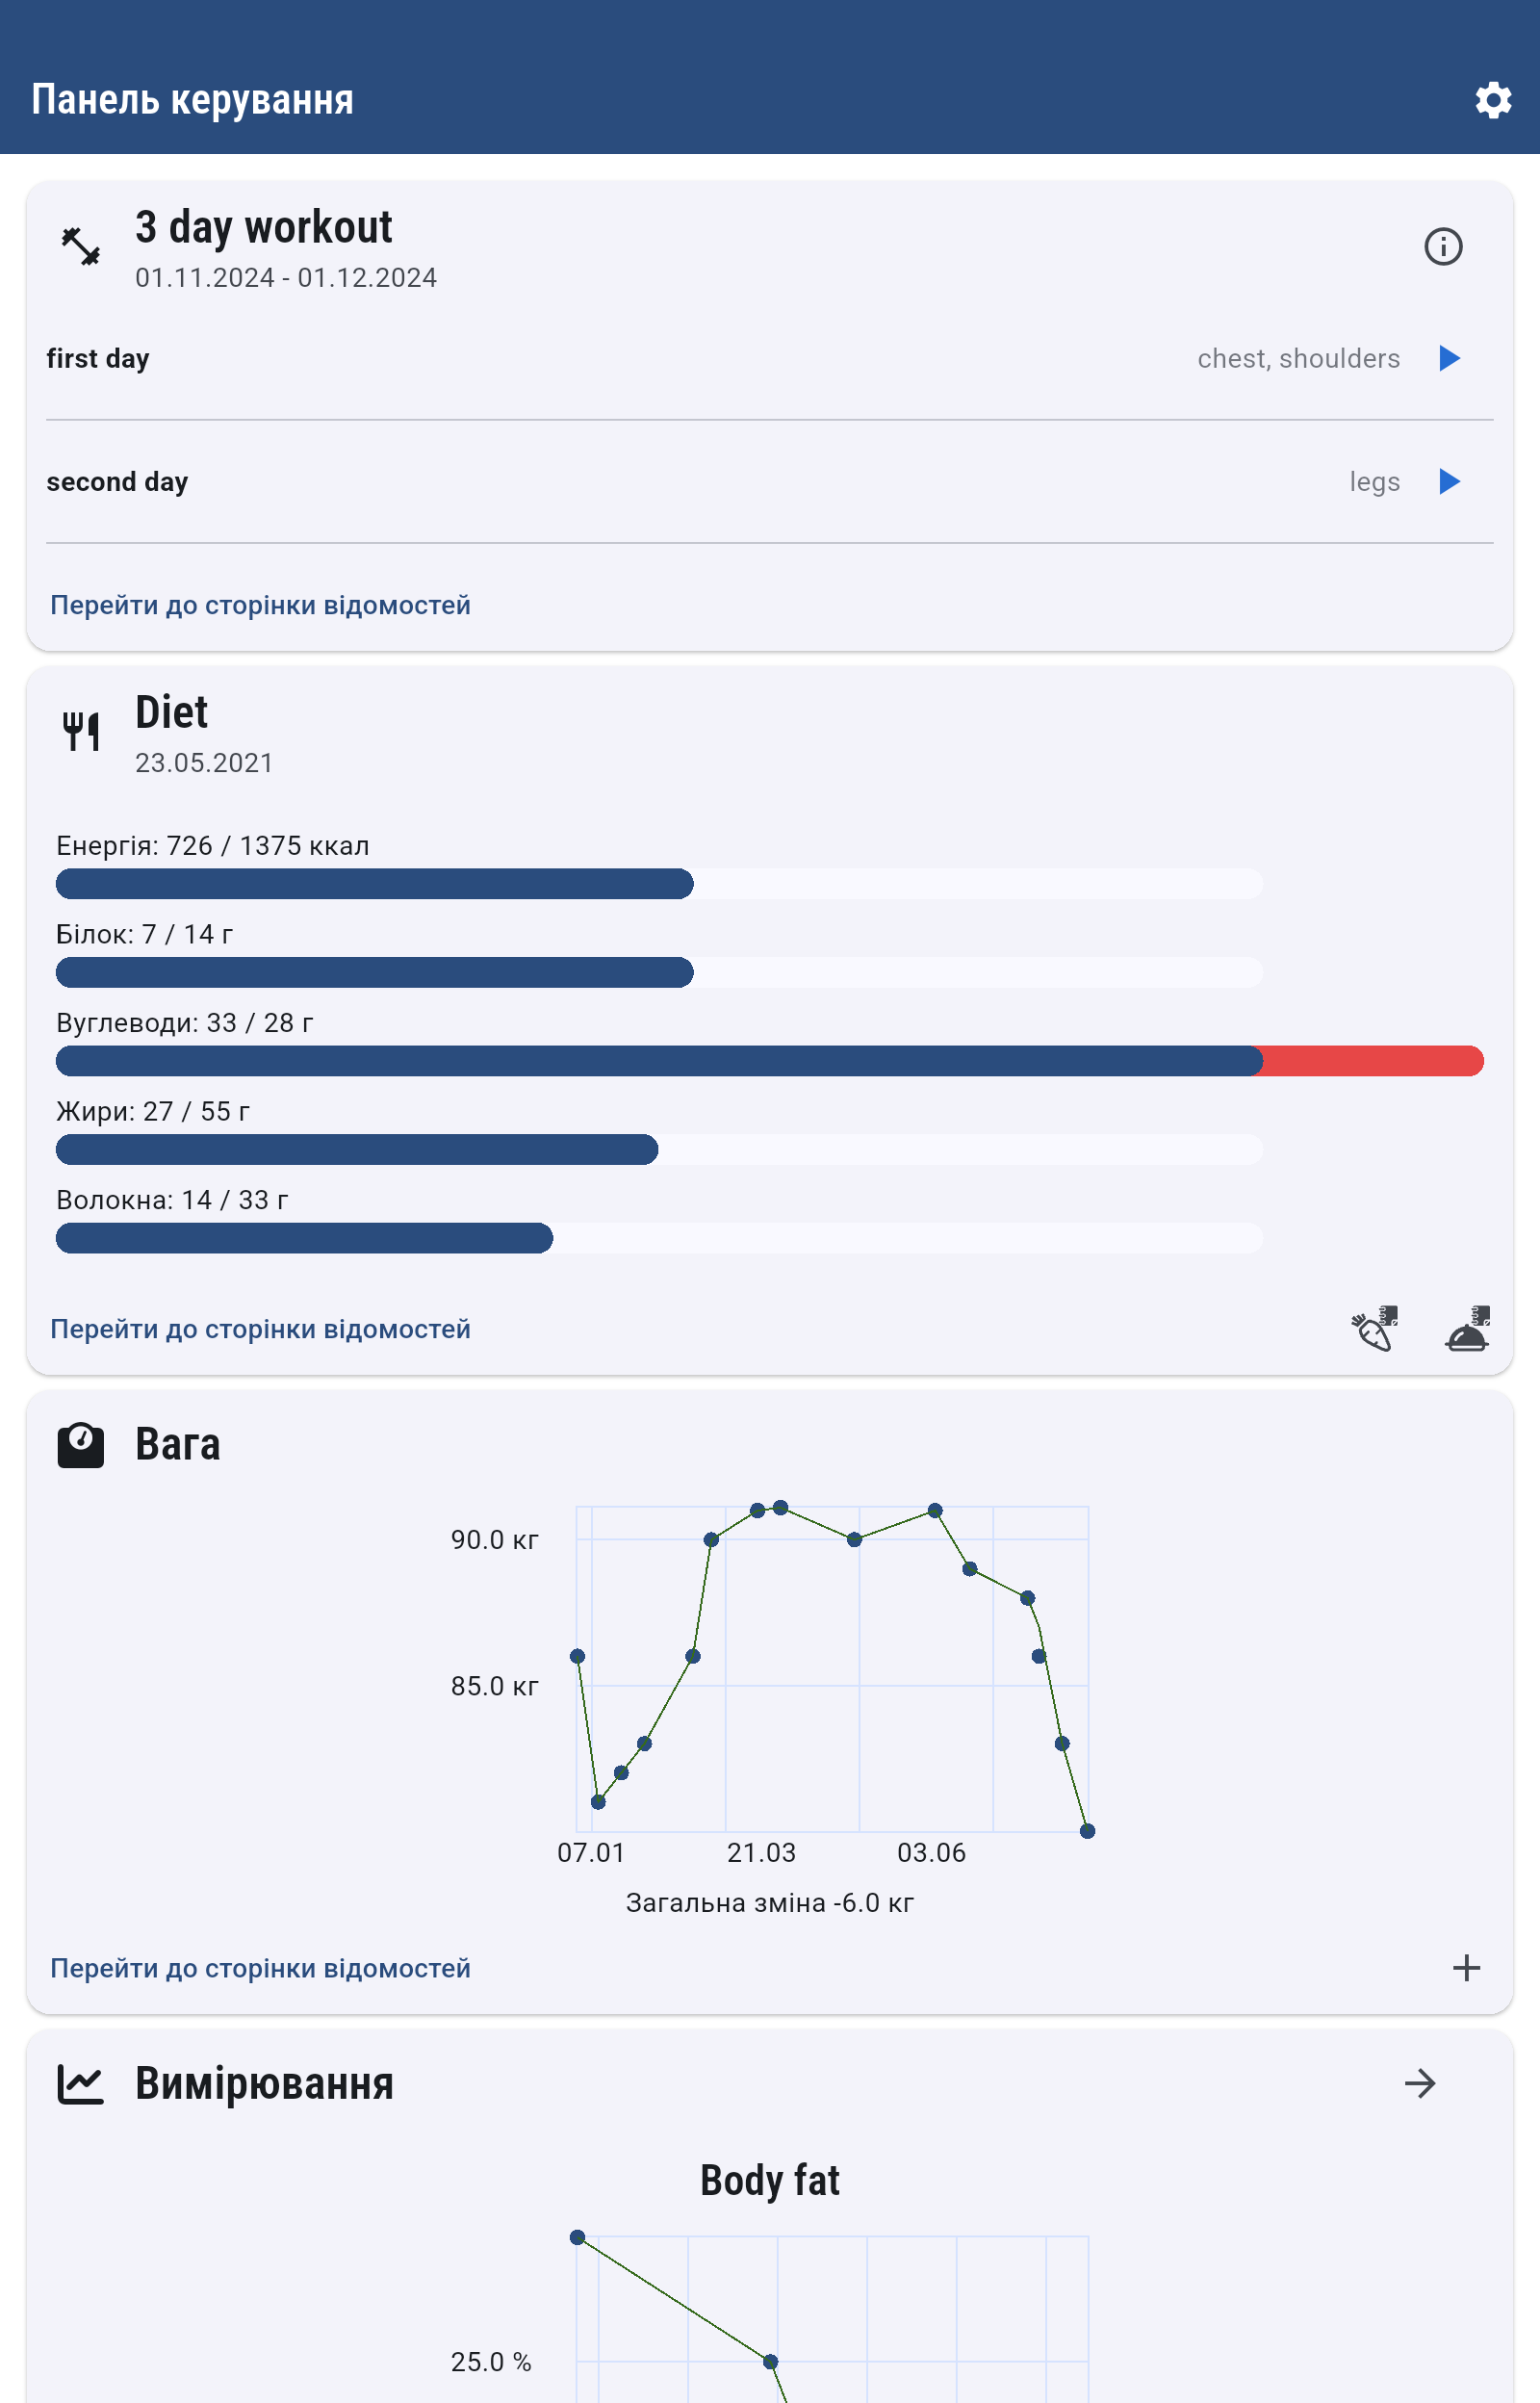 Панель керування
3 day workout
01.11.2024 - 01.12.2024
first day
chest, shoulders
second day
legs
Перейти до сторінки відомостей
Diet
23.05.2021
Енергія: 726 / 1375 ккал
Білок: 7 / 14 г
Вуглеводи: 33 / 28 г
Жири: 27 / 55 г
Волокна: 14 / 33 г
Перейти до сторінки відомостей
Вага
90.0 кг
85.0 кг
07.01 21.03 03.06
Загальна зміна -6.0 кг
Перейти до сторінки відомостей
Вимірювання
Body fat
25.0 %